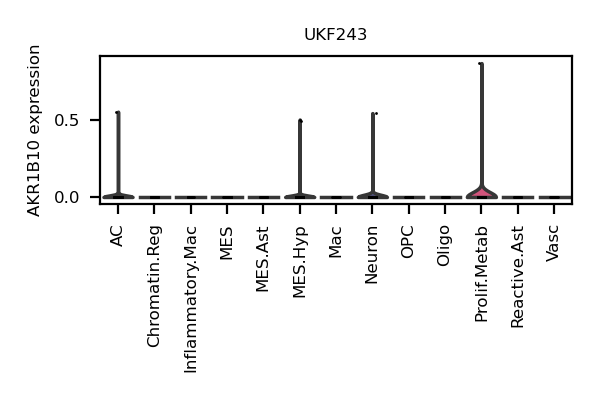 UKF243
AKR1B10 expression
0.5
0.0
AC
Chromatin.Reg
Inflammatory.Mac
MES
MES.Ast
MES.Hyp
Mac
Neuron
OPC
Oligo
Prolif.Metab
Reactive.Ast
Vasc